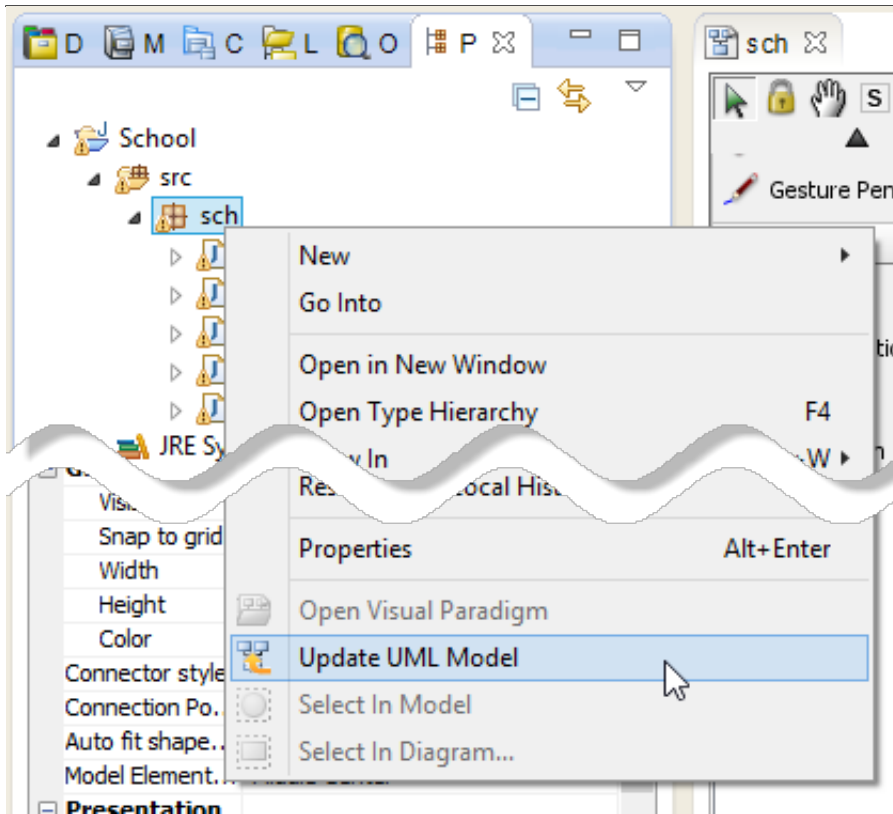 D M C L O P
sch
S
School
Gesture Pen
src
sch
New
Go Into
Open in New Window
Open Type Hierarchy F4
JRE Sy
In
W
Local
Snap to grid
Properties Alt+Enter
Width
Height
Open Visual Paradigm
Color
Update UML Model
Connector style
Connection Po..
Select In Model
Auto fit shape..
Select In Diagram...
Model Element...
Presentation